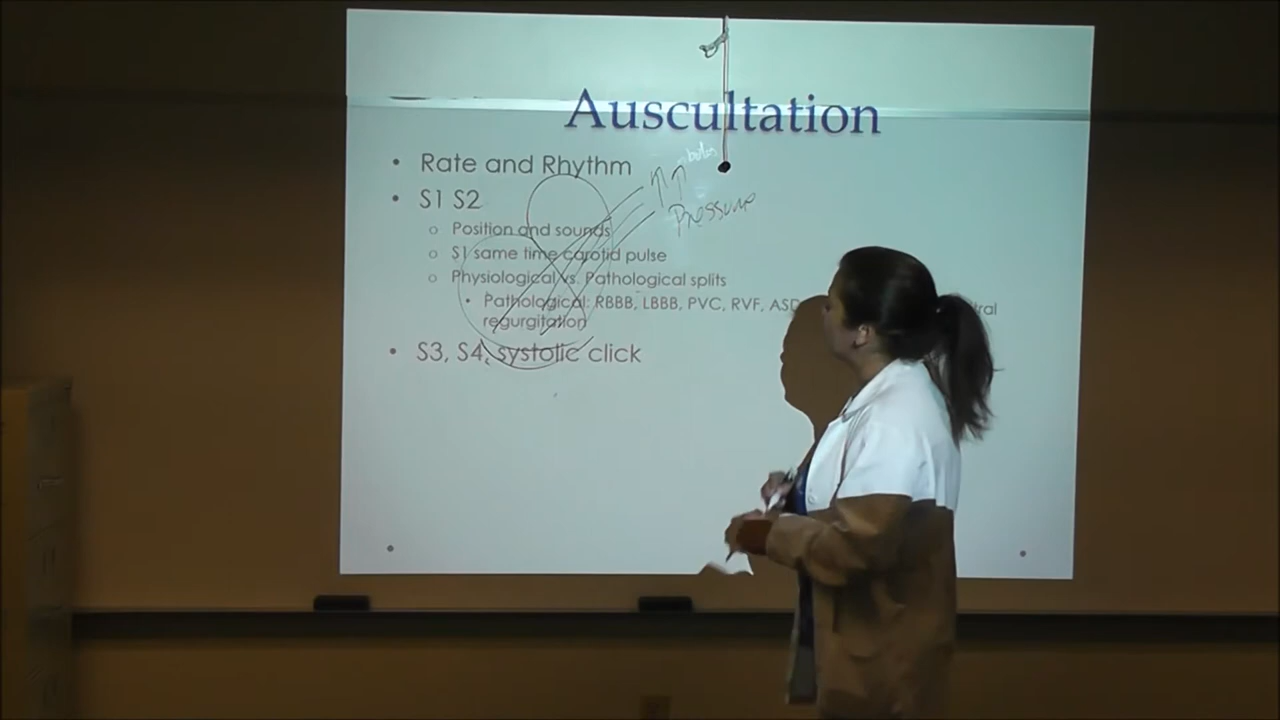 Auscultation
• Rate and Rhythm
bolus
• S1 S2
Pressure
o Position and sounds
o S1 same time carotid pulse
o Physiological vs. Pathological splits
• Pathological: RBBB, LBBB, PVC, RVF, ASD
regurgitation
• S3, S4, systolic click